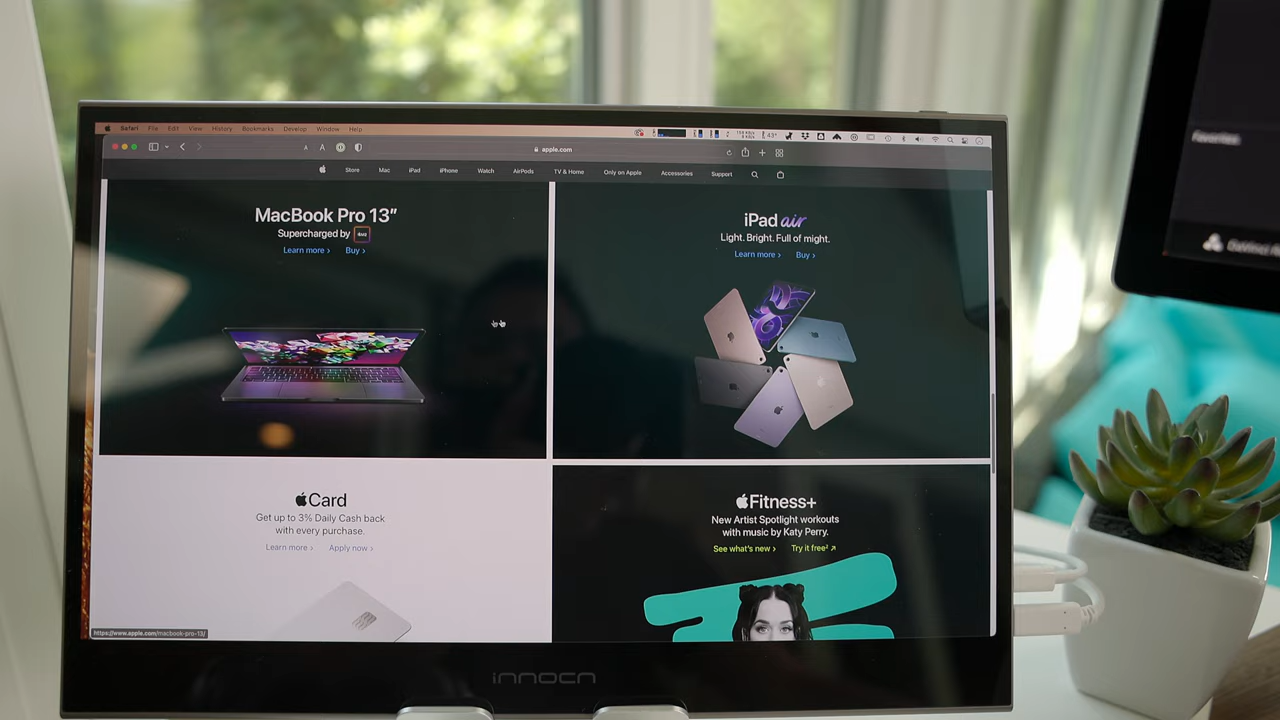 Safari File Edit View History Bookmarks Develop Window Help
A A apple.com
Store Mac iPad iPhone Watch AirPods TV & Home Only on Apple Accessories Support
MacBook Pro 13″
Supercharged by
Learn more › Buy ›
iPad air
Light. Bright. Full of might.
Learn more › Buy ›
Card
Get up to 3% Daily Cash back
with every purchase.
Learn more › Apply now ›
Fitness+
New Artist Spotlight workouts
with music by Katy Perry.
See what's new › Try it free² ↗
https://www.apple.com/macbook-pro-13/
INNOCN
Favorites